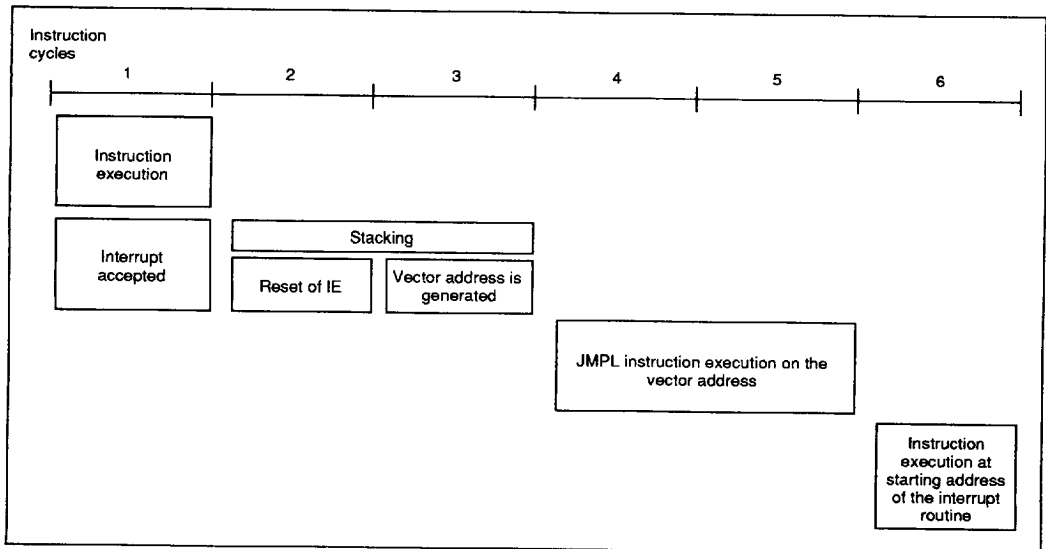 Instruction
cycles
1 2 3 4 5 6
Instruction
execution
Interrupt
accepted
Stacking
Reset of IE
Vector address is
generated
JMPL instruction execution on the
vector address
Instruction
execution at
starting address
of the interrupt
routine